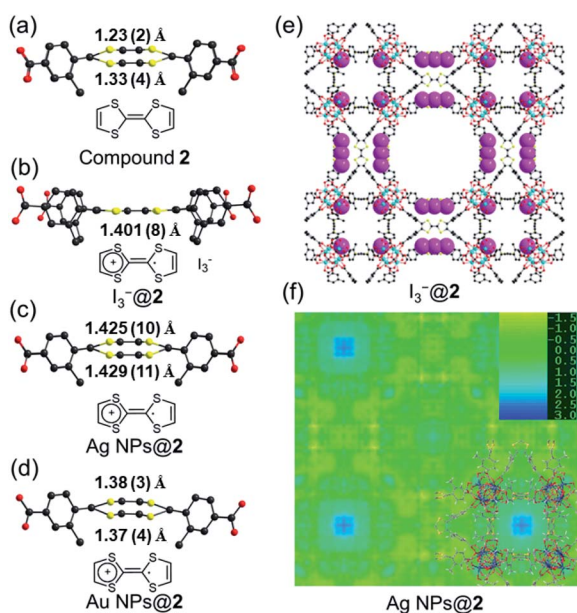 (a)
1.23 (2) Å
1.33 (4) Å
S S
S S
Compound 2
(b)
1.401 (8) Å
S S
+ ·
S S
I3-
I3-@2
(c)
1.425 (10) Å
1.429 (11) Å
S S
+ ·
S S
Ag NPs@2
(d)
1.38 (3) Å
1.37 (4) Å
S S
+ ·
S S
Au NPs@2
(e)
I3-@2
(f)
-1.5
-1.0
-0.5
0.0
0.5
1.0
1.5
2.0
2.5
3.0
Ag NPs@2